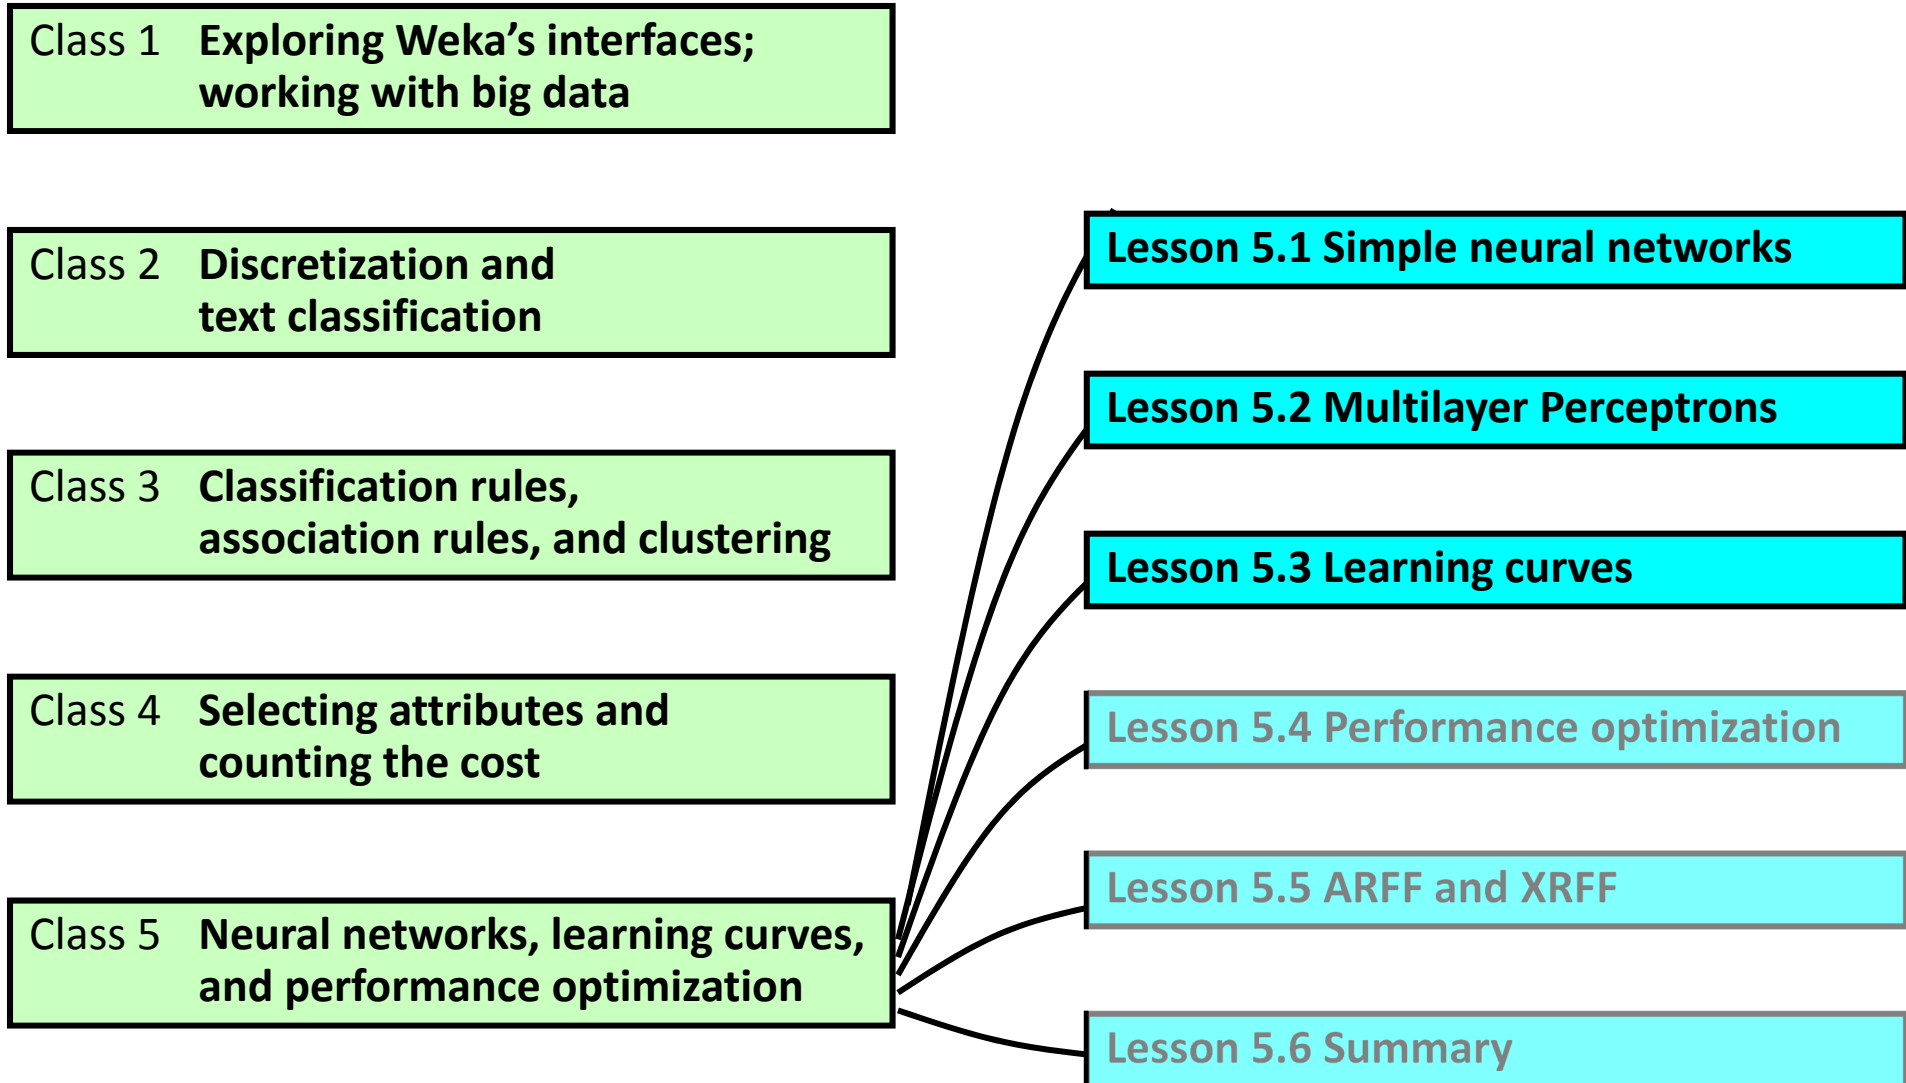 Class 1 Exploring Weka’s interfaces;
working with big data
Class 2 Discretization and
text classification
Class 3 Classification rules,
association rules, and clustering
Class 4 Selecting attributes and
counting the cost
Class 5 Neural networks, learning curves,
and performance optimization
Lesson 5.1 Simple neural networks
Lesson 5.2 Multilayer Perceptrons
Lesson 5.3 Learning curves
Lesson 5.4 Performance optimization
Lesson 5.5 ARFF and XRFF
Lesson 5.6 Summary